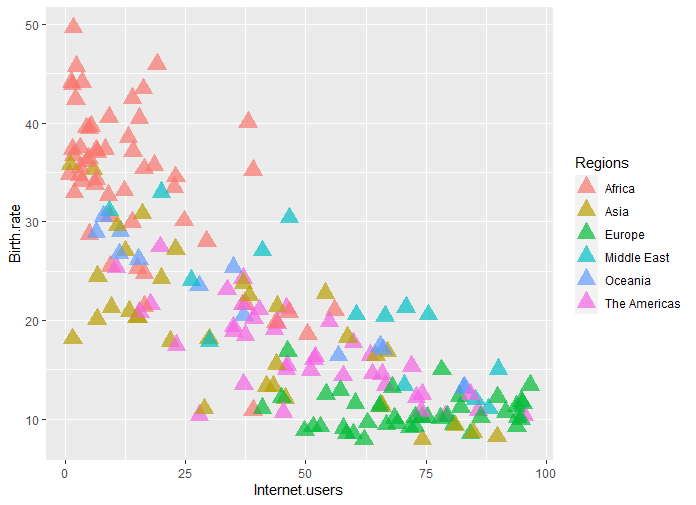 50
40
30
20
10
Birth.rate
0
25
50
75
100
Internet.users
Regions
Africa
Asia
Europe
Middle East
Oceania
The Americas